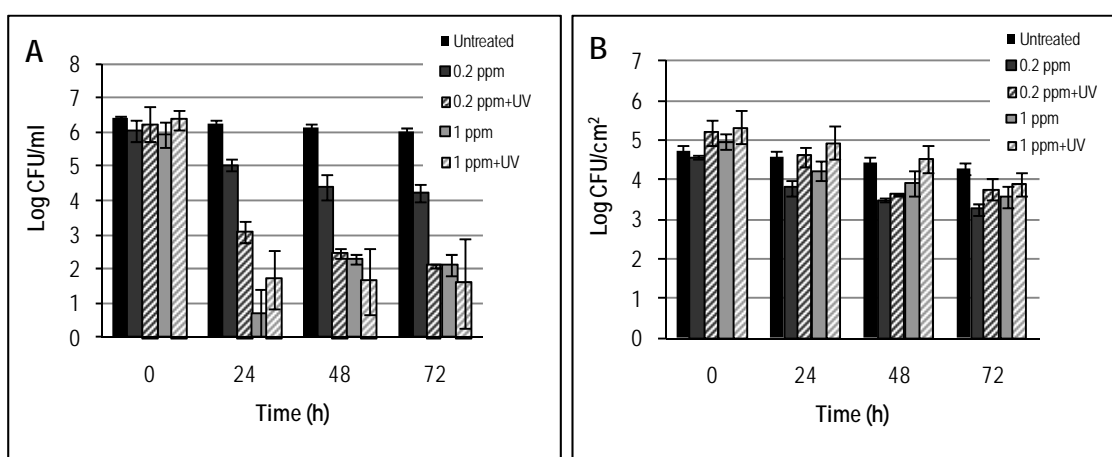 A
Log CFU/ml
8
7
6
5
4
3
2
1
0
0 24 48 72
Time (h)
Untreated
0.2 ppm
0.2 ppm+UV
1 ppm
1 ppm+UV
B
Log CFU/cm²
7
6
5
4
3
2
1
0
0 24 48 72
Time (h)
Untreated
0.2 ppm
0.2 ppm+UV
1 ppm
1 ppm+UV